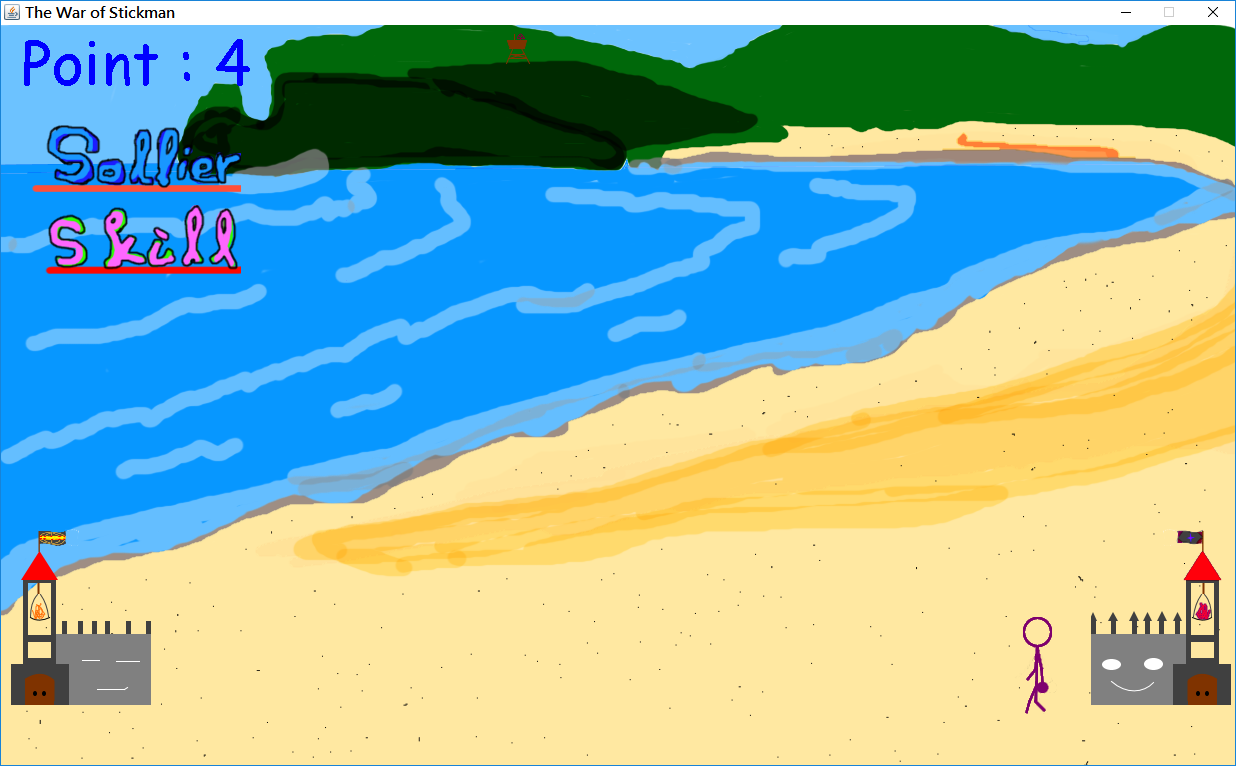 The War of Stickman
Point : 4
Sollier
Skill